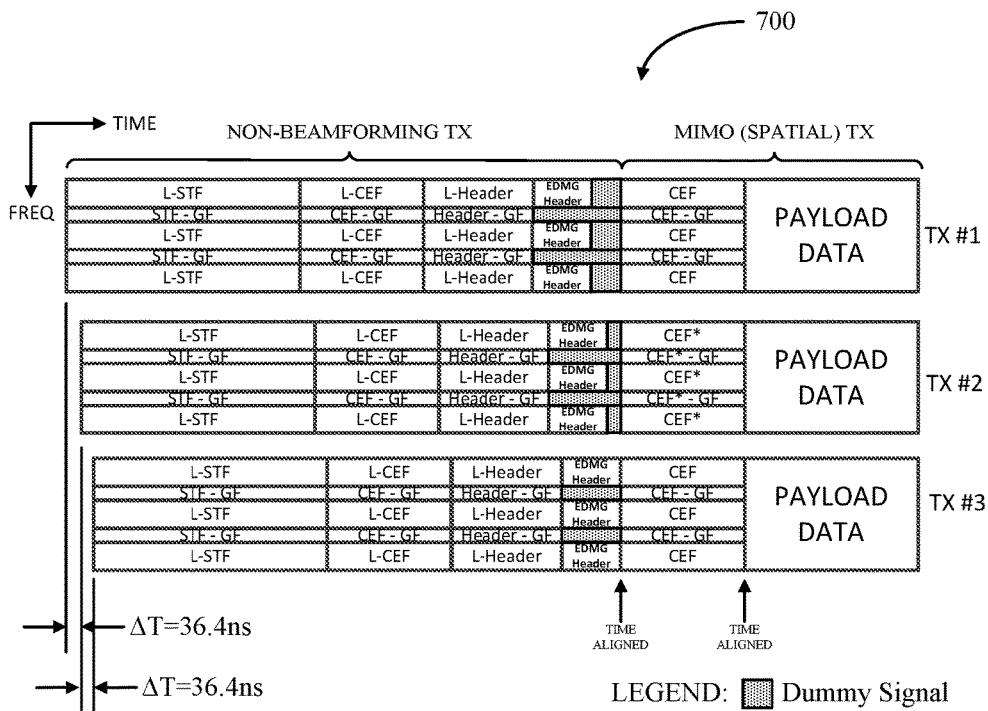 700
TIME
FREQ
NON-BEAMFORMING TX
MIMO (SPATIAL) TX
L-STF L-CEF L-Header EDMG Header CEF
STF - GF CEF - GF Header - GF CEF - GF
L-STF L-CEF L-Header EDMG Header CEF
STF - GF CEF - GF Header - GF CEF - GF
L-STF L-CEF L-Header EDMG Header CEF
PAYLOAD
DATA
TX #1
L-STF L-CEF L-Header EDMG Header CEF*
STF - GF CEF - GF Header - GF CEF* - GF
L-STF L-CEF L-Header EDMG Header CEF*
STF - GF CEF - GF Header - GF CEF* - GF
L-STF L-CEF L-Header EDMG Header CEF*
PAYLOAD
DATA
TX #2
L-STF L-CEF L-Header EDMG Header CEF
STF - GF CEF - GF Header - GF CEF - GF
L-STF L-CEF L-Header EDMG Header CEF
STF - GF CEF - GF Header - GF CEF - GF
L-STF L-CEF L-Header EDMG Header CEF
PAYLOAD
DATA
TX #3
ΔT=36.4ns
ΔT=36.4ns
TIME
ALIGNED
TIME
ALIGNED
LEGEND: Dummy Signal